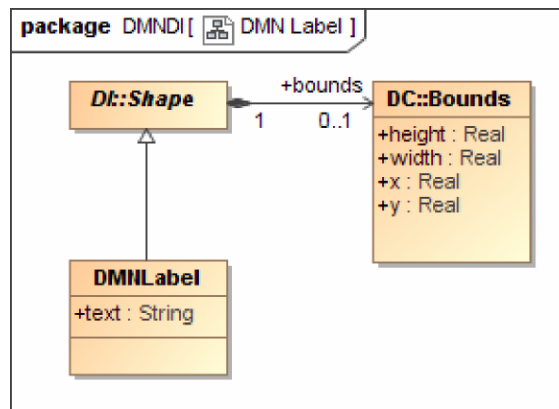 package DMNDI [ DMN Label ]
DI::Shape
+bounds
1
0..1
DC::Bounds
+height : Real
+width : Real
+x : Real
+y : Real
DMNLabel
+text : String